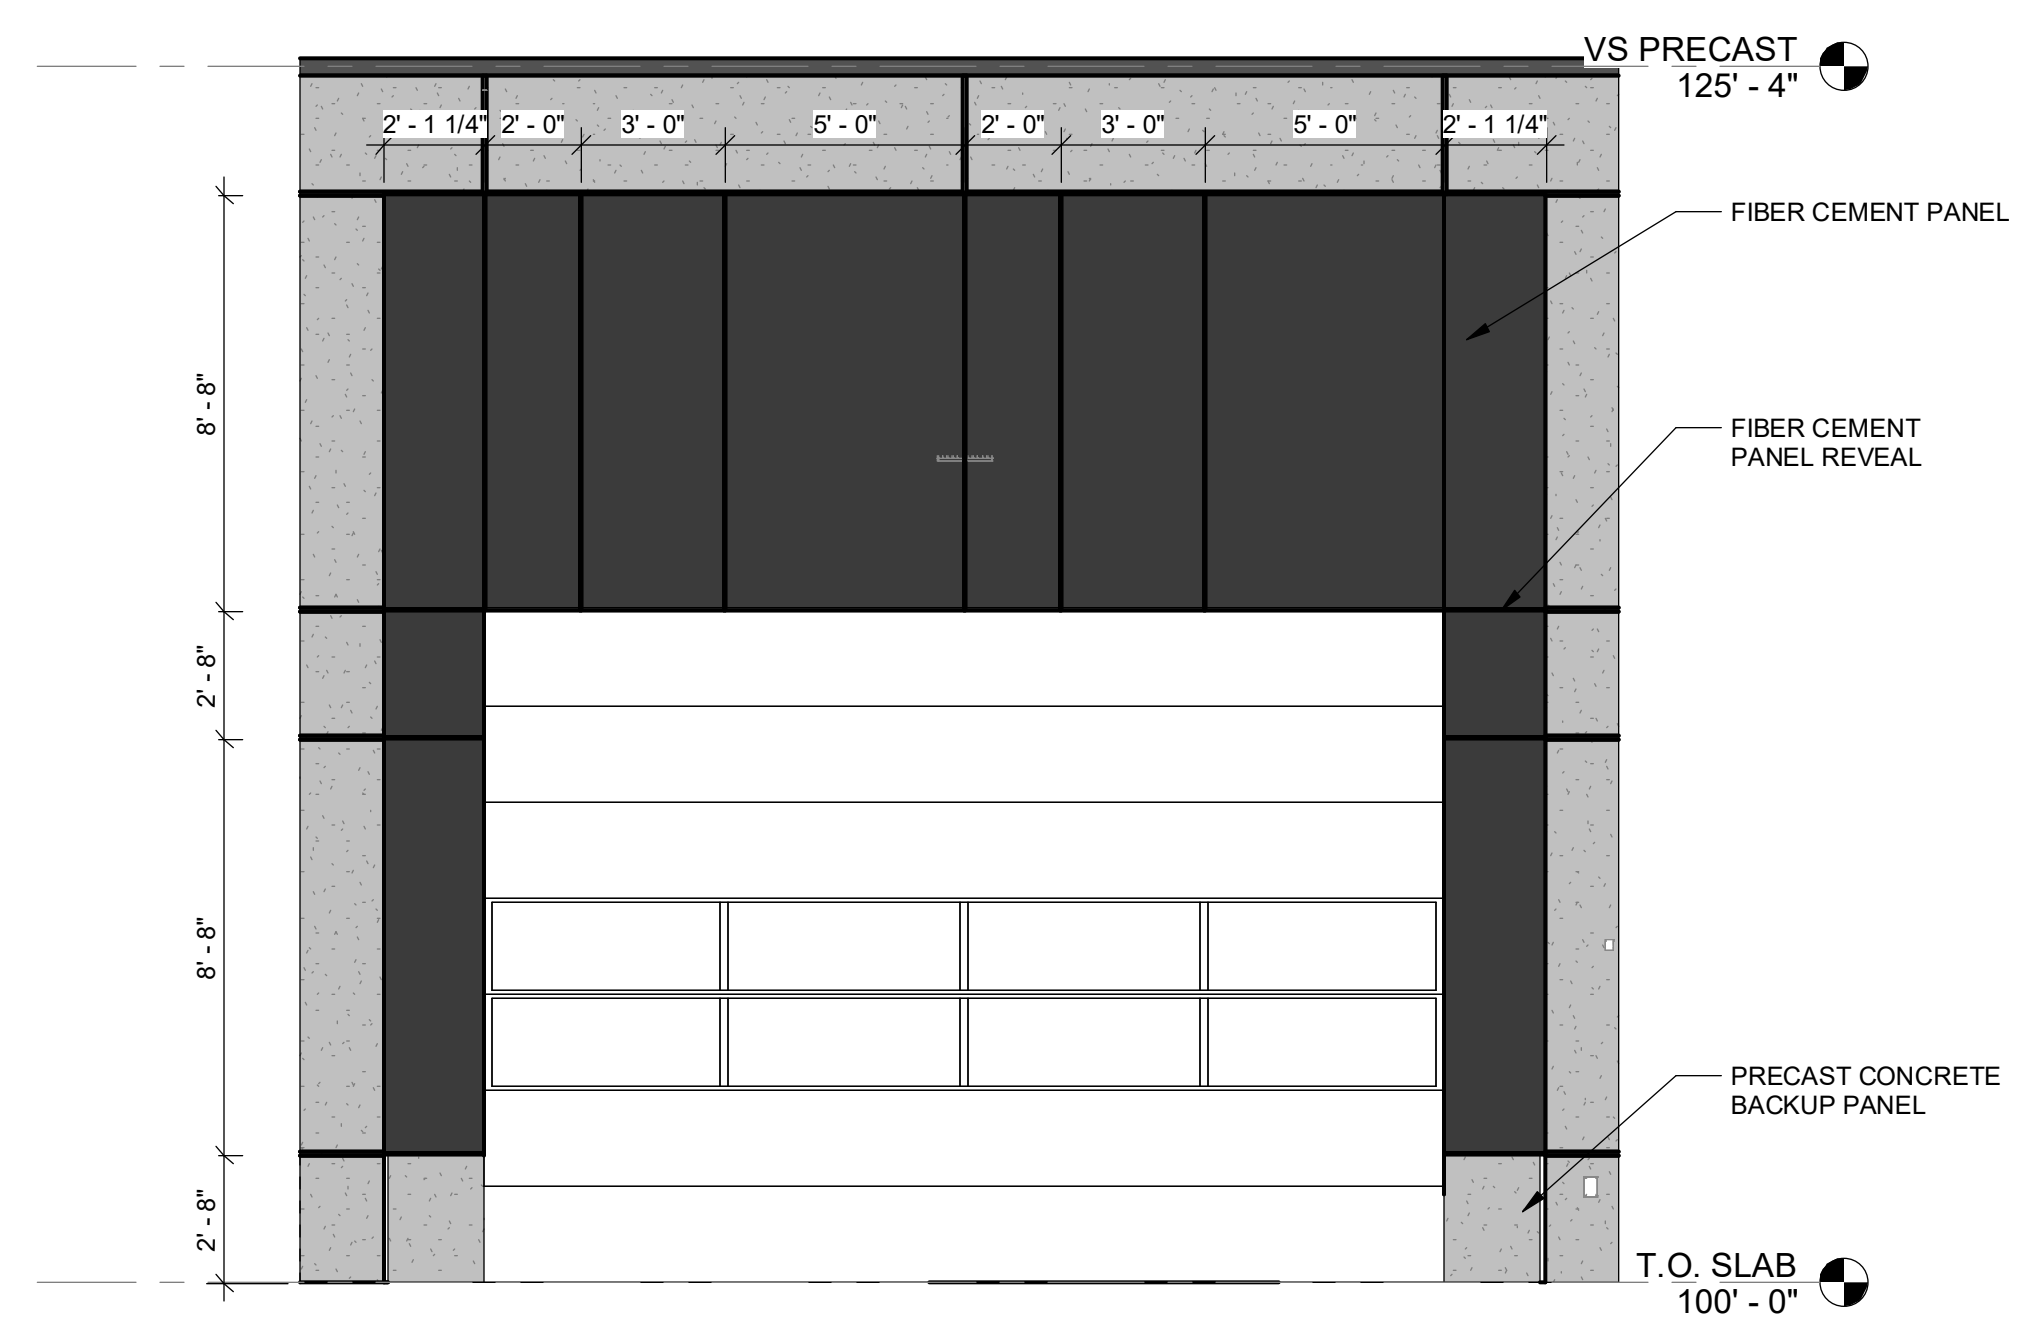 VS PRECAST
125' - 4"
2' - 1 1/4" 2' - 0" 3' - 0" 5' - 0" 2' - 0" 3' - 0" 5' - 0" 2' - 1 1/4"
FIBER CEMENT PANEL
8' - 8"
FIBER CEMENT
PANEL REVEAL
2' - 8"
8' - 8"
PRECAST CONCRETE
BACKUP PANEL
2' - 8"
T.O. SLAB
100' - 0"